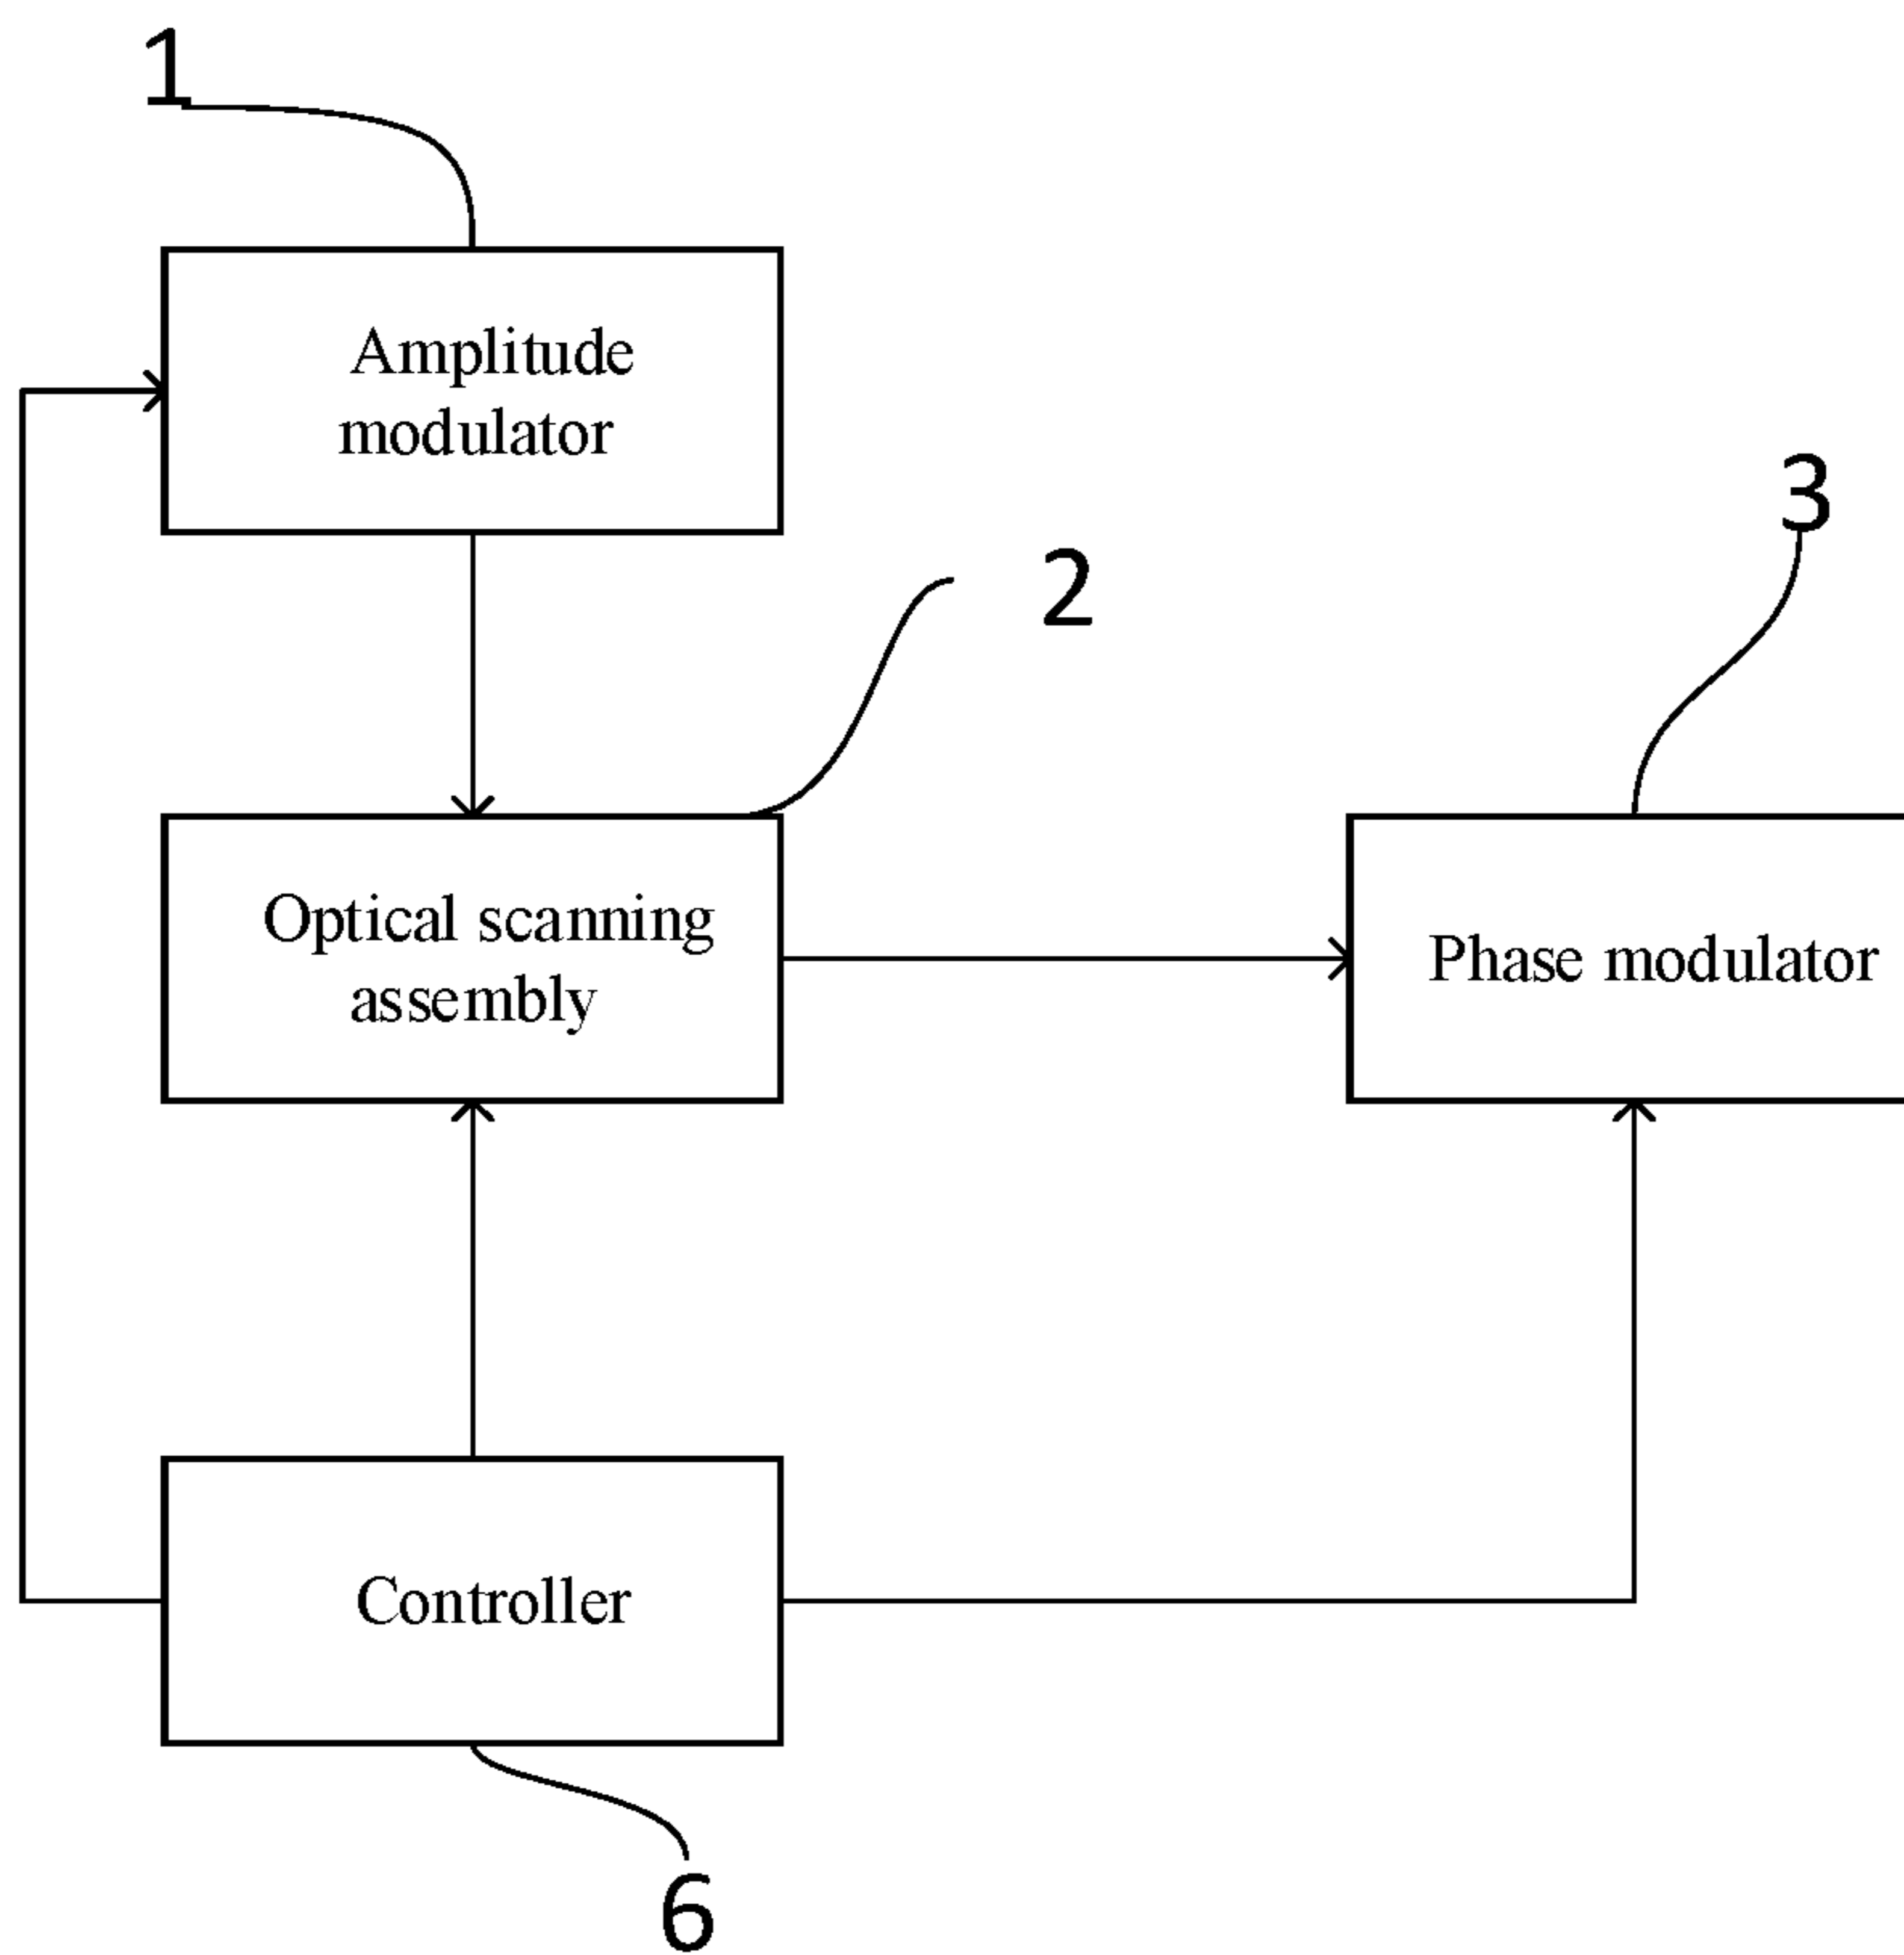 1
Amplitude
modulator
2
3
Optical scanning
assembly
Phase modulator
Controller
6